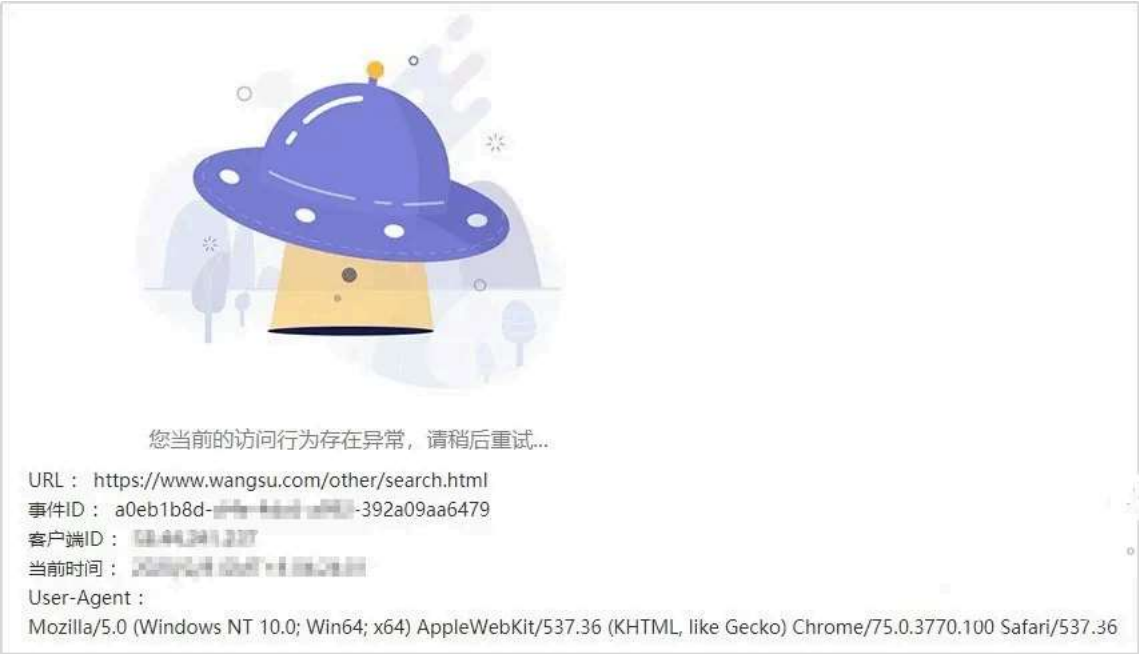 您当前的访问行为存在异常，请稍后重试...
URL： https://www.wangsu.com/other/search.html
事件ID： a0eb1b8d- -392a09aa6479
客户端ID：
当前时间：
User-Agent：
Mozilla/5.0 (Windows NT 10.0; Win64; x64) AppleWebKit/537.36 (KHTML, like Gecko) Chrome/75.0.3770.100 Safari/537.36